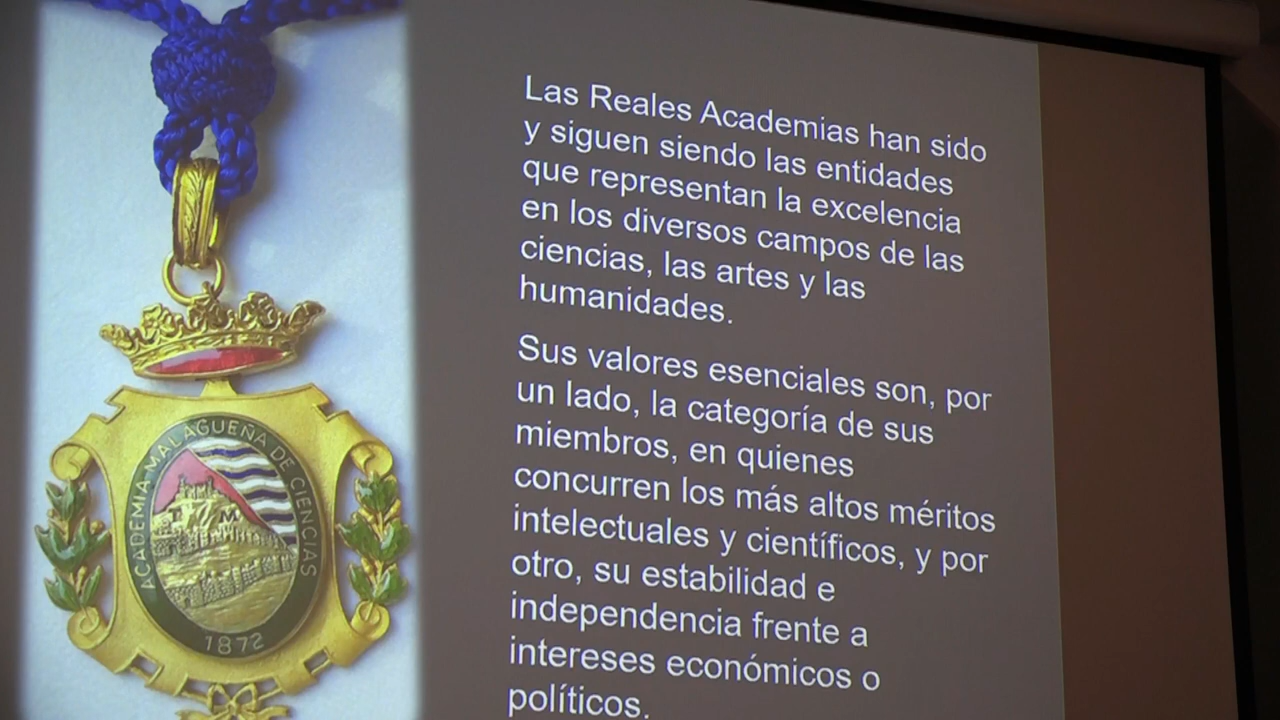 Las Reales Academias han sido
y siguen siendo las entidades
que representan la excelencia
en los diversos campos de las
ciencias, las artes y las
humanidades.
Sus valores esenciales son, por
un lado, la categoría de sus
miembros, en quienes
concurren los más altos méritos
intelectuales y científicos, y por
otro, su estabilidad e
independencia frente a
intereses económicos o
políticos.
ACADEMIA MALAGUEÑA DE CIENCIAS
1872